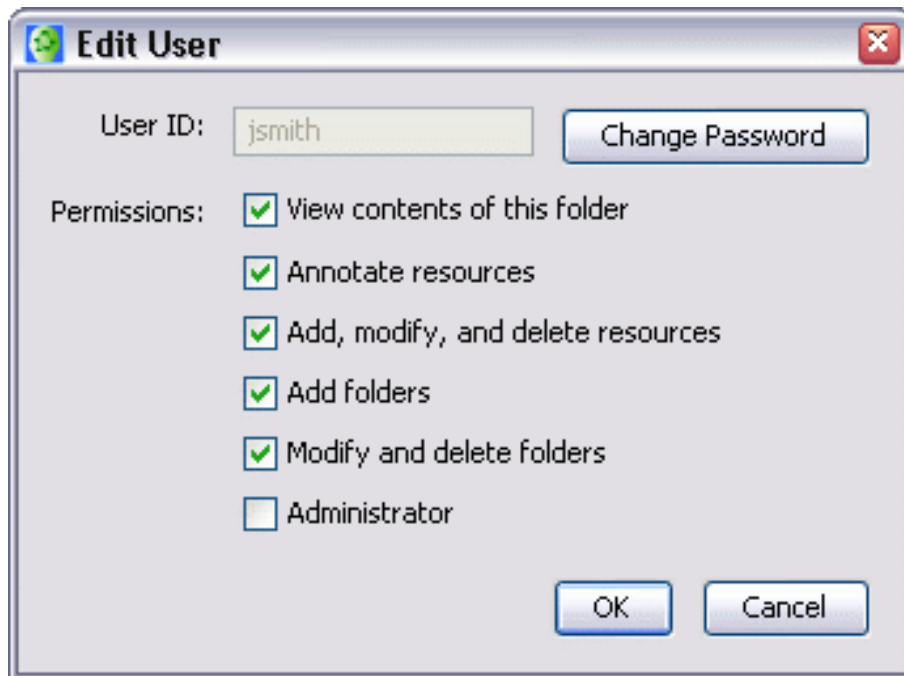 Edit User
User ID: jsmith Change Password
Permissions: View contents of this folder
Annotate resources
Add, modify, and delete resources
Add folders
Modify and delete folders
Administrator
OK Cancel